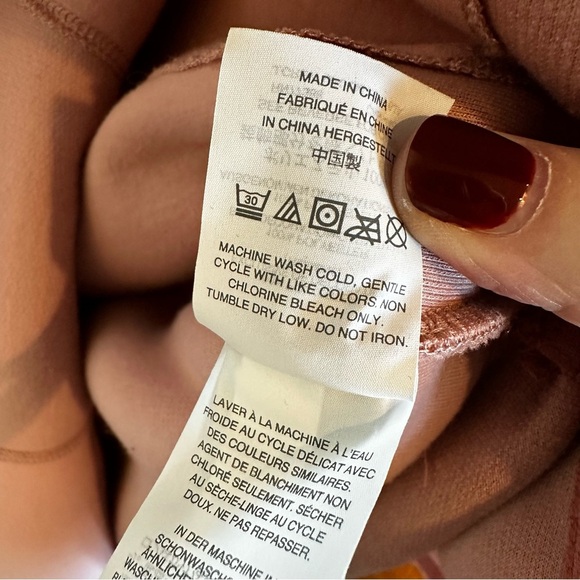 MADE IN CHINA
FABRIQUÉ EN CHINE
IN CHINA HERGESTELLT
中国製
30
MACHINE WASH COLD, GENTLE
CYCLE WITH LIKE COLORS. NON
CHLORINE BLEACH ONLY.
TUMBLE DRY LOW. DO NOT IRON.
LAVER À LA MACHINE À L'EAU
FROIDE AU CYCLE DÉLICAT AVEC
DES COULEURS SIMILAIRES.
AGENT DE BLANCHIMENT NON
CHLORÉ SEULEMENT. SÉCHER
AU SÈCHE-LINGE AU CYCLE
DOUX. NE PAS REPASSER.
IN DER MASCHINE
SCHONWASCH
ÄHNLICH
WASCH